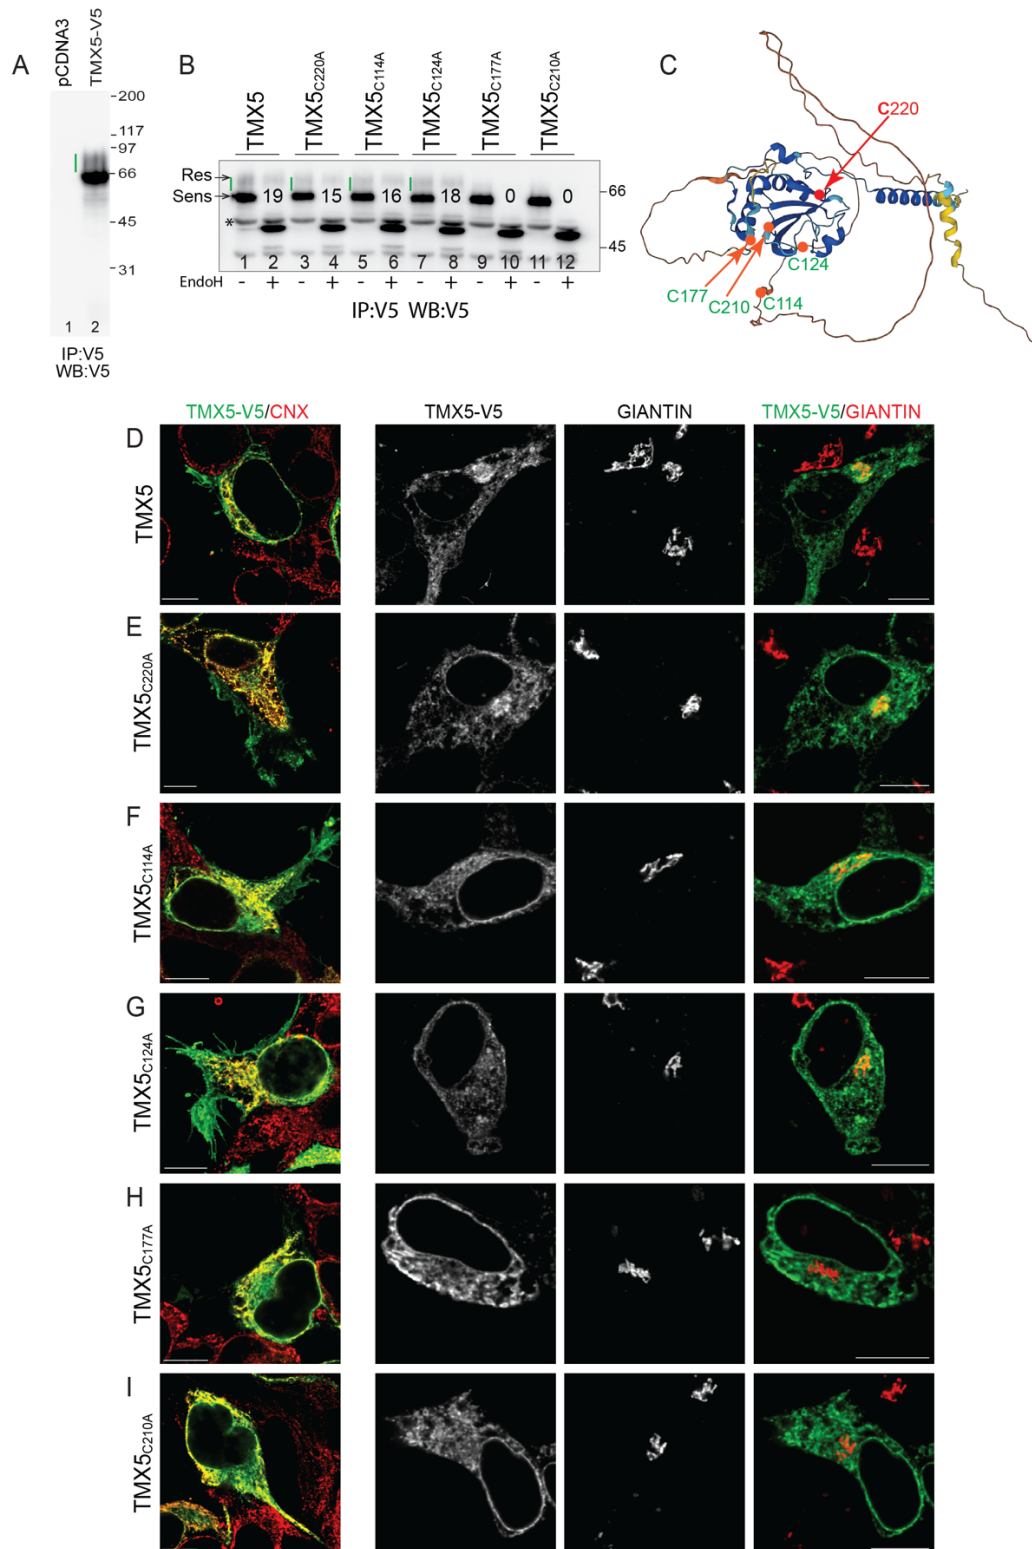 A
pCDNA3
TMX5-V5
200
117
97
66
45
31
1 2
IP:V5
WB:V5
B
TMX5
TMX5C220A
TMX5C114A
TMX5C124A
TMX5C177A
TMX5C210A
Res
Sens
*
19 15 16 18 0 0
66
45
1 2 3 4 5 6 7 8 9 10 11 12
EndoH - + - + - + - + - + - +
IP:V5 WB:V5
C
C220
C124
C177
C210
C114
TMX5-V5/CNX TMX5-V5 GIANTIN TMX5-V5/GIANTIN
D
TMX5
E
TMX5C220A
F
TMX5C114A
G
TMX5C124A
H
TMX5C177A
I
TMX5C210A